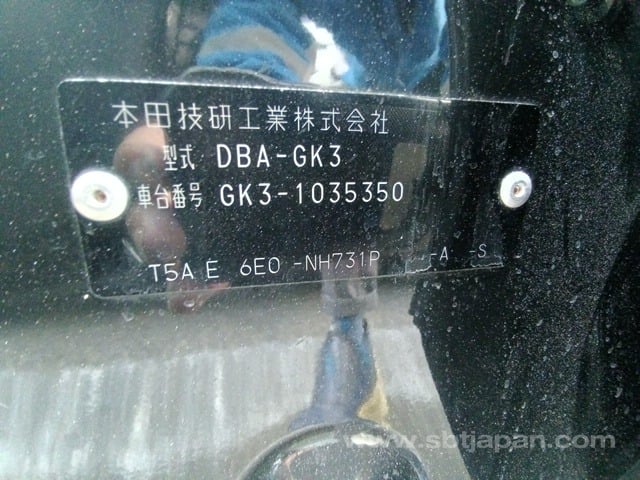 本田技研工業株式会社
型式 DBA-GK3
車台番号 GK3-1035350
T5A E 6E0 -NH731P -A -S
www.sbtjapan.com